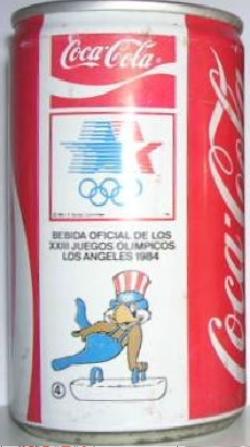 Coca-Cola
BEBIDA OFICIAL DE LOS
XXIII JUEGOS OLIMPICOS
LOS ANGELES 1984
4
Coca-Cola